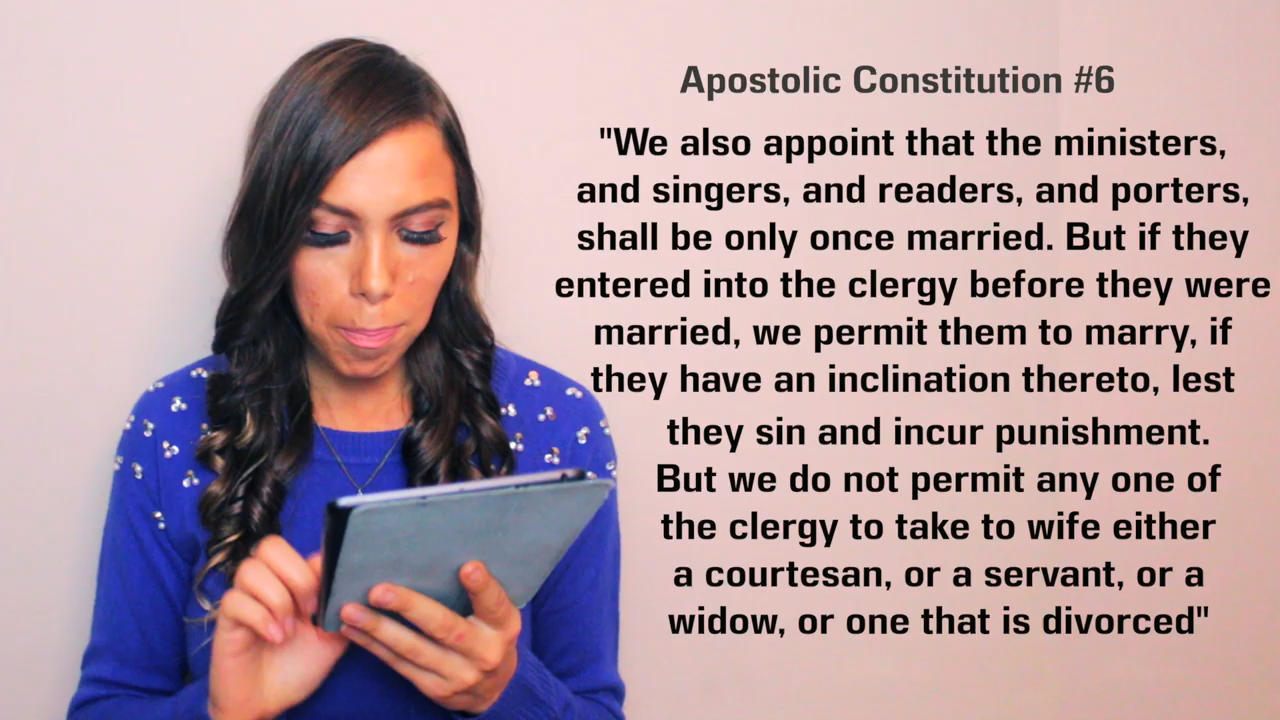 Apostolic Constitution #6
"We also appoint that the ministers,
and singers, and readers, and porters,
shall be only once married. But if they
entered into the clergy before they were
married, we permit them to marry, if
they have an inclination thereto, lest
they sin and incur punishment.
But we do not permit any one of
the clergy to take to wife either
a courtesan, or a servant, or a
widow, or one that is divorced"